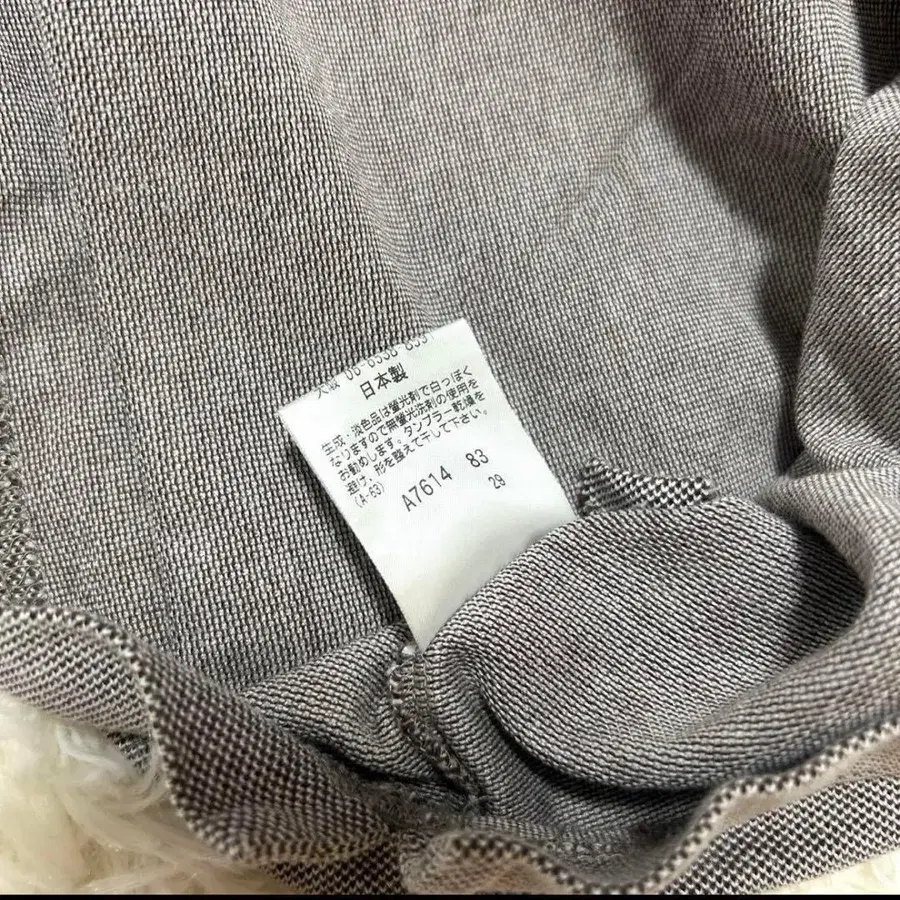 日本製
生成・淡色品は螢光剤で白っぽく
なりますので無螢光洗剤の使用を
お勧めします。タンブラー乾燥を
避け、形を整えて干して下さい。
(A-63)
A7614 83
29